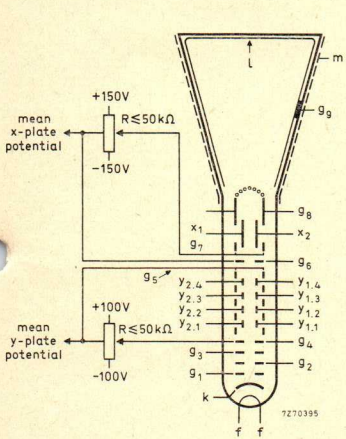 l
m
g9
+150V
R≤50kΩ
mean
x-plate
potential
-150V
g8
x1
x2
g7
g6
g5
y2.4
y1.4
y2.3
y1.3
+100V
y2.2
y1.2
mean
y-plate
potential
R≤50kΩ
y2.1
y1.1
g4
g3
g2
-100V
g1
k
7Z70395
f
f